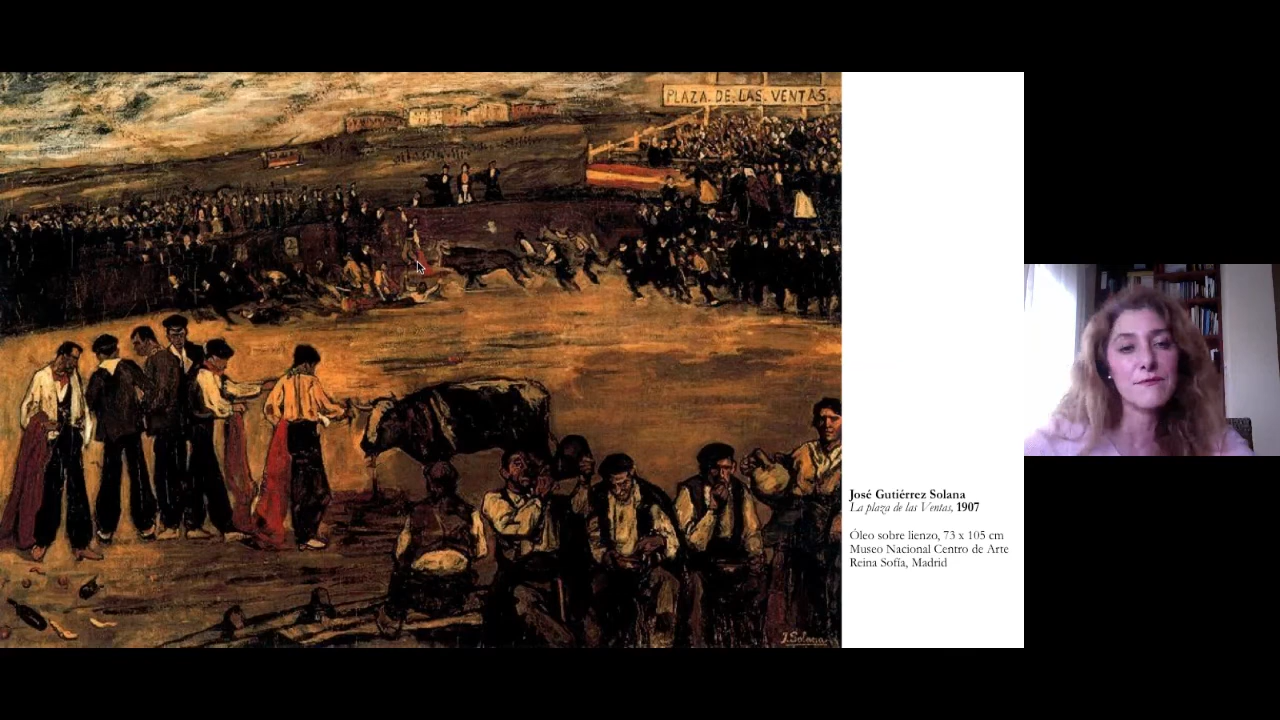 PLAZA. DE. LAS. VENTAS.
José Gutiérrez Solana
La plaza de las Ventas, 1907
Óleo sobre lienzo, 73 x 105 cm
Museo Nacional Centro de Arte
Reina Sofía, Madrid
J. Solana